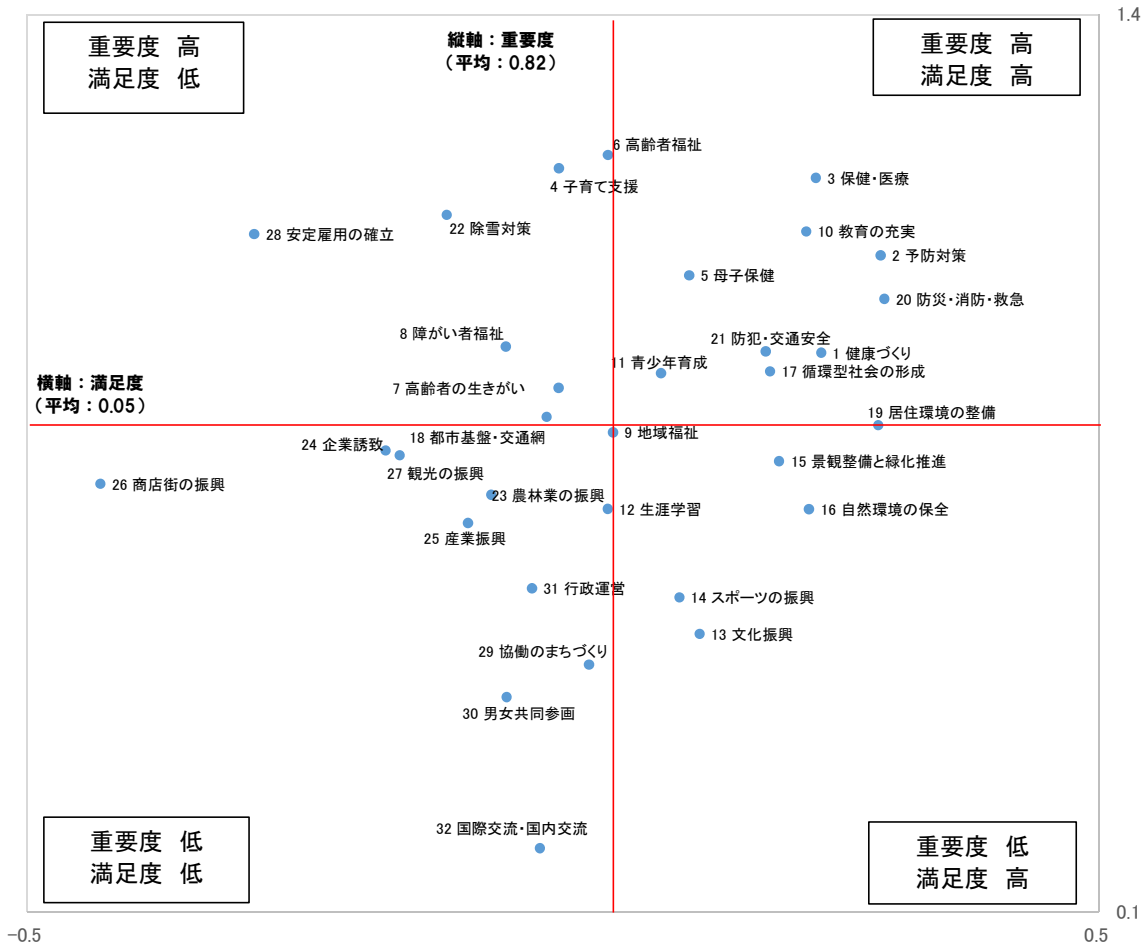 1.4
重要度 高
満足度 低
縦軸：重要度
（平均：0.82）
重要度 高
満足度 高
6 高齢者福祉
4 子育て支援
3 保健・医療
22 除雪対策
28 安定雇用の確立
10 教育の充実
2 予防対策
5 母子保健
20 防災・消防・救急
8 障がい者福祉
21 防犯・交通安全
1 健康づくり
11 青少年育成
17 循環型社会の形成
横軸：満足度
（平均：0.05）
7 高齢者の生きがい
19 居住環境の整備
18 都市基盤・交通網
9 地域福祉
24 企業誘致
15 景観整備と緑化推進
27 観光の振興
26 商店街の振興
23 農林業の振興
12 生涯学習
16 自然環境の保全
25 産業振興
31 行政運営
14 スポーツの振興
13 文化振興
29 協働のまちづくり
30 男女共同参画
32 国際交流・国内交流
重要度 低
満足度 低
重要度 低
満足度 高
0.1
-0.5
0.5